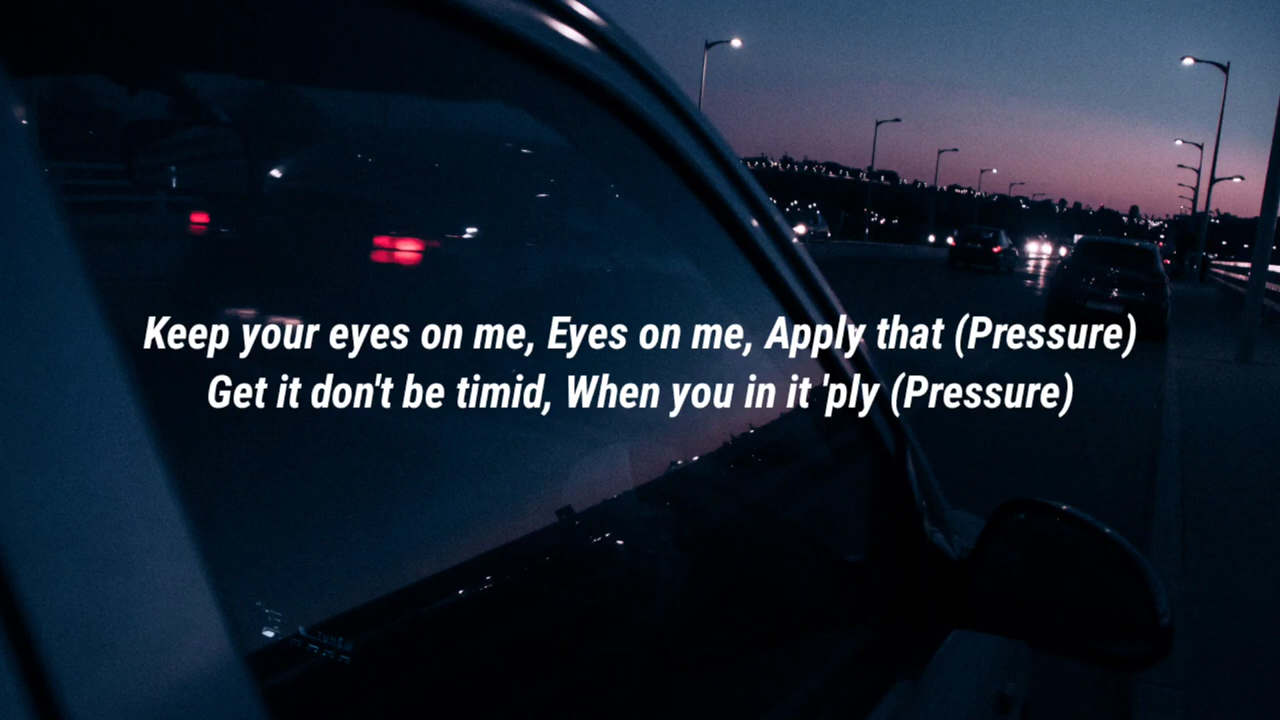 Keep your eyes on me, Eyes on me, Apply that (Pressure)
Get it don't be timid, When you in it 'ply (Pressure)